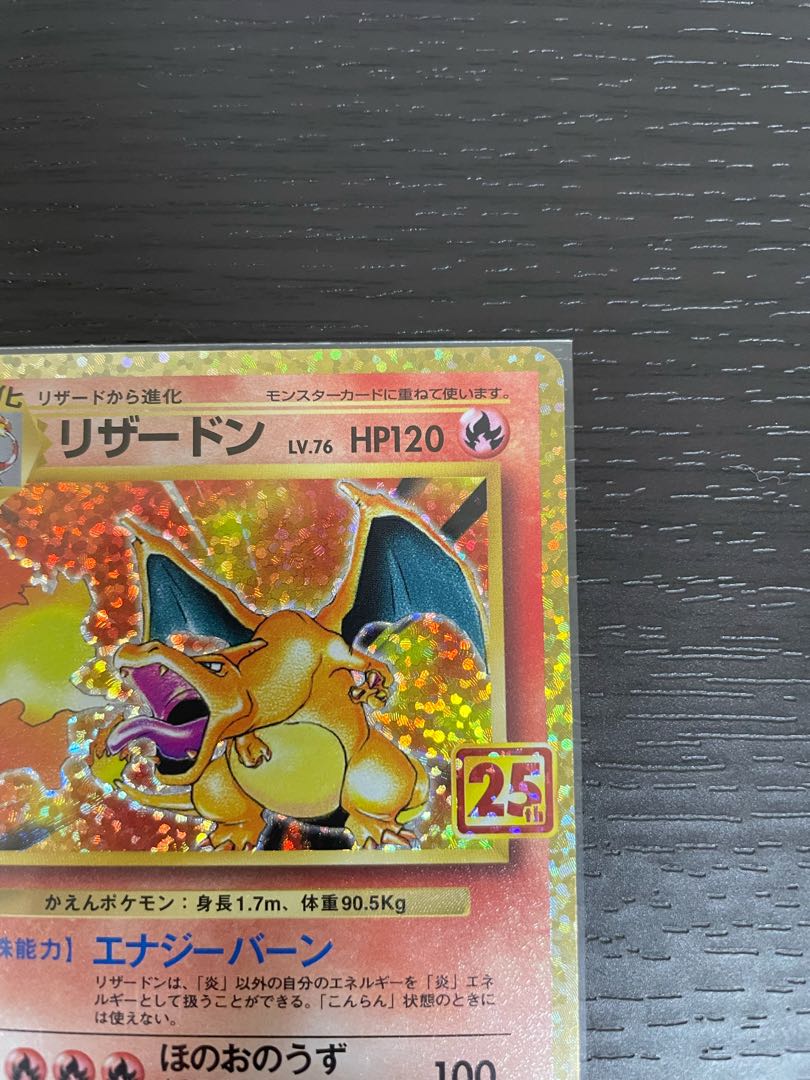 化 リザードから進化 モンスターカードに重ねて使います。
リザードン LV.76 HP120
25th
かえんポケモン：身長1.7m、体重90.5Kg
殊能力】エナジーバーン
リザードンは、「炎」以外の自分のエネルギーを「炎」エネ
ルギーとして扱うことができる。「こんらん」状態のときに
は使えない。
ほのおのうず 100